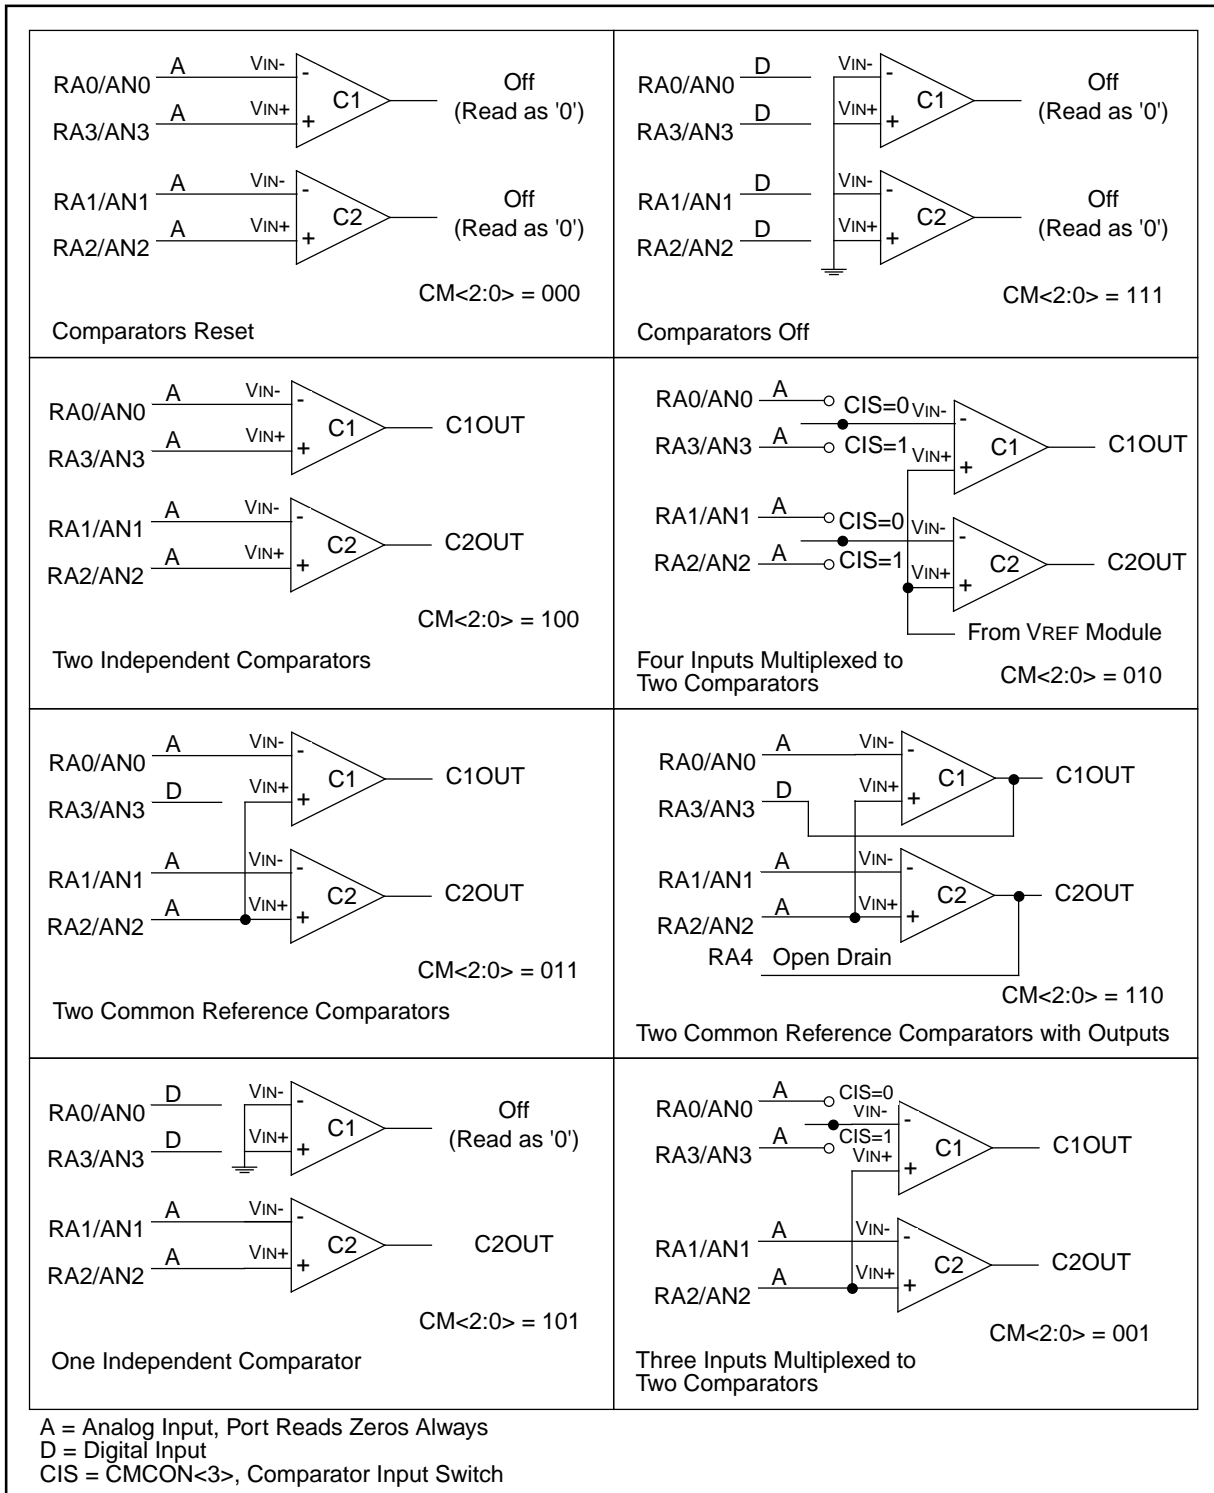 RA0/AN0 A VIN- - C1 Off
(Read as '0')
RA3/AN3 A VIN+ +
RA1/AN1 A VIN- - C2 Off
(Read as '0')
RA2/AN2 A VIN+ +
CM<2:0> = 000
Comparators Reset
RA0/AN0 D VIN- - C1 Off
(Read as '0')
RA3/AN3 D VIN+ +
RA1/AN1 D VIN- - C2 Off
(Read as '0')
RA2/AN2 D VIN+ +
CM<2:0> = 111
Comparators Off
RA0/AN0 A VIN- -
C1 C1OUT
RA3/AN3 A VIN+ +
RA1/AN1 A VIN- -
C2 C2OUT
RA2/AN2 A VIN+ +
CM<2:0> = 100
Two Independent Comparators
RA0/AN0 A CIS=0 VIN- -
C1 C1OUT
RA3/AN3 A CIS=1 VIN+ +
RA1/AN1 A CIS=0 VIN- -
C2 C2OUT
RA2/AN2 A CIS=1 VIN+ +
From VREF Module
Four Inputs Multiplexed to
Two Comparators
CM<2:0> = 010
RA0/AN0 A VIN- -
C1 C1OUT
RA3/AN3 D VIN+ +
RA1/AN1 A VIN- -
C2 C2OUT
RA2/AN2 A VIN+ +
CM<2:0> = 011
Two Common Reference Comparators
RA0/AN0 A VIN- -
C1 C1OUT
RA3/AN3 D VIN+ +
RA1/AN1 A VIN- -
C2 C2OUT
RA2/AN2 A VIN+ +
RA4 Open Drain
CM<2:0> = 110
Two Common Reference Comparators with Outputs
RA0/AN0 D VIN- - C1 Off
(Read as '0')
RA3/AN3 D VIN+ +
RA1/AN1 A VIN- -
C2 C2OUT
RA2/AN2 A VIN+ +
CM<2:0> = 101
One Independent Comparator
RA0/AN0 A CIS=0
VIN- -
C1 C1OUT
RA3/AN3 A CIS=1
VIN+ +
RA1/AN1 A VIN- -
C2 C2OUT
RA2/AN2 A VIN+ +
CM<2:0> = 001
Three Inputs Multiplexed to
Two Comparators
A = Analog Input, Port Reads Zeros Always
D = Digital Input
CIS = CMCON<3>, Comparator Input Switch